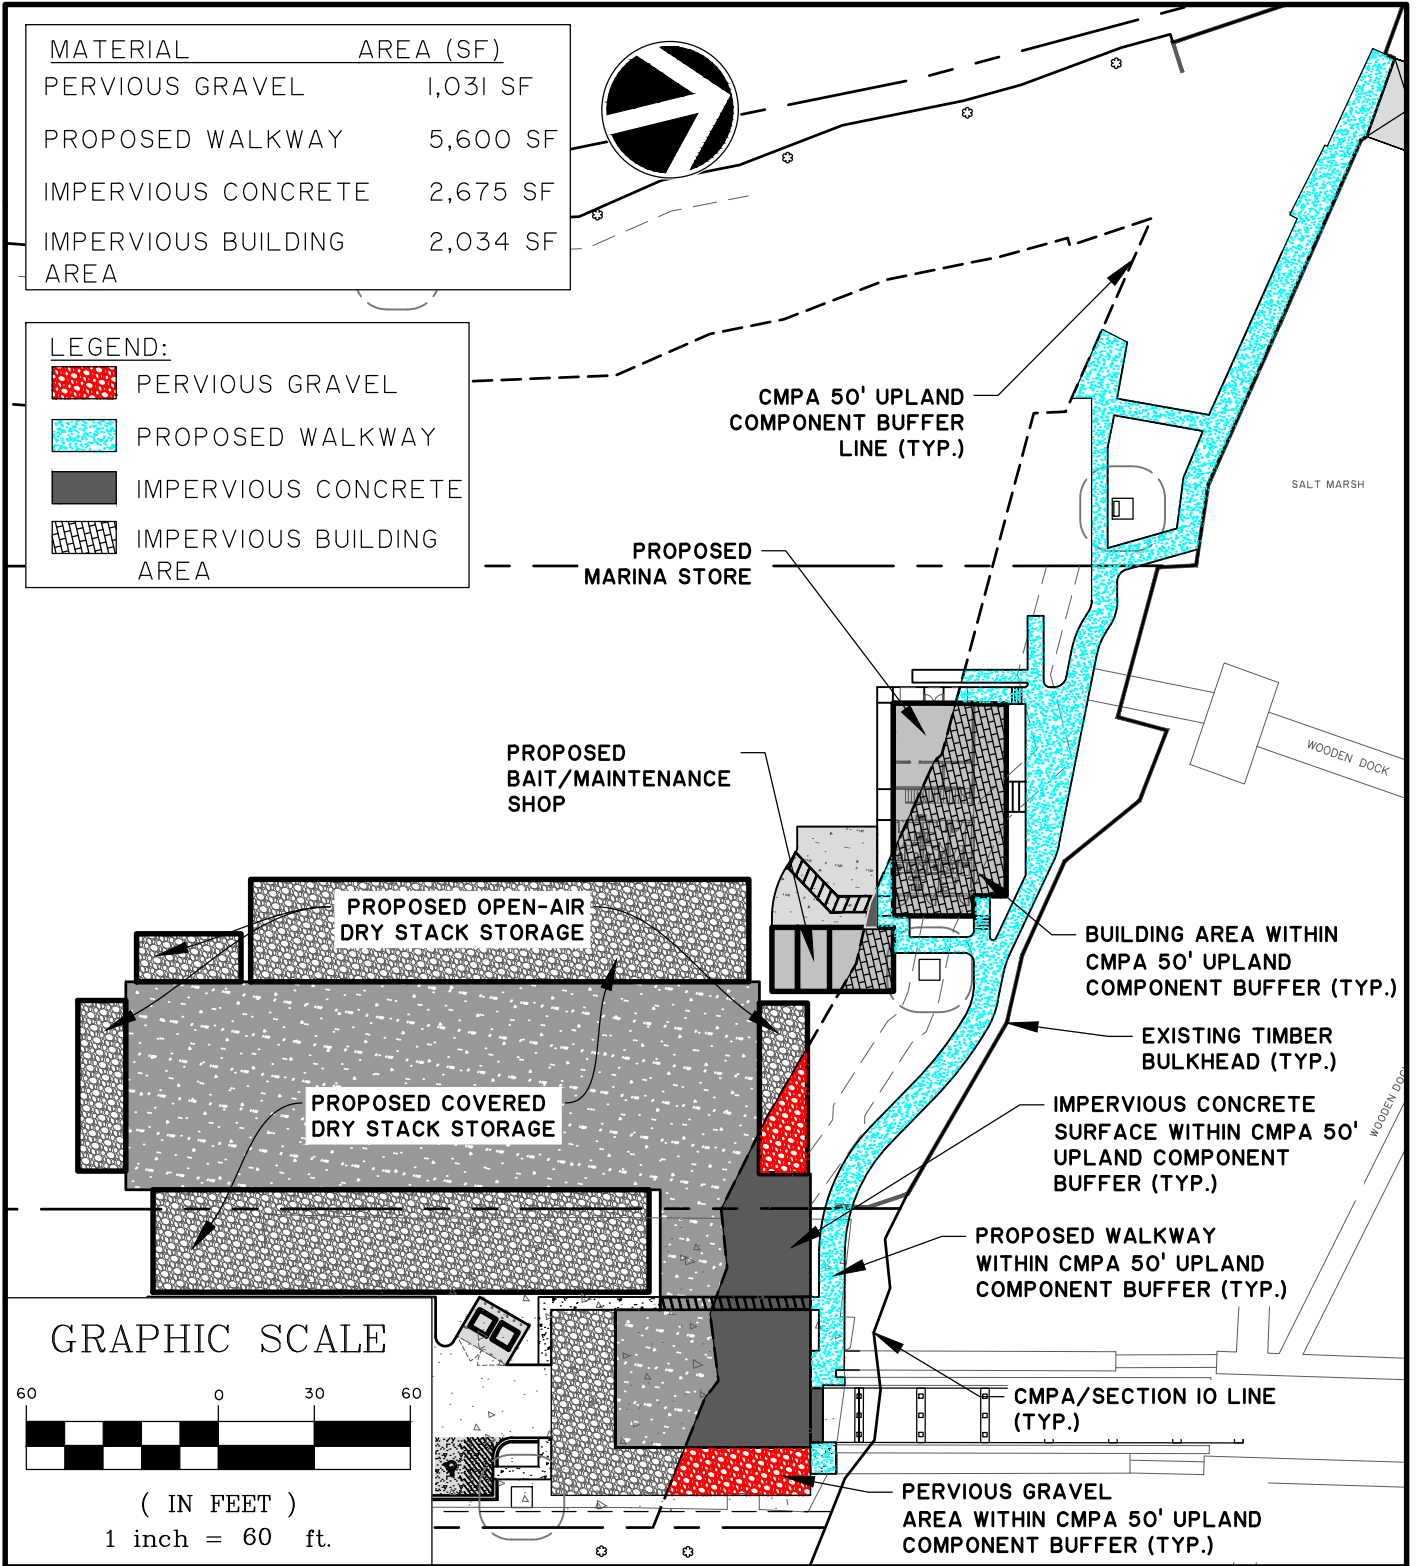 MATERIAL AREA (SF)
PERVIOUS GRAVEL 1,031 SF
PROPOSED WALKWAY 5,600 SF
IMPERVIOUS CONCRETE 2,675 SF
IMPERVIOUS BUILDING 2,034 SF
AREA
LEGEND:
PERVIOUS GRAVEL
PROPOSED WALKWAY
IMPERVIOUS CONCRETE
IMPERVIOUS BUILDING
AREA
CMPA 50' UPLAND
COMPONENT BUFFER
LINE (TYP.)
SALT MARSH
PROPOSED
MARINA STORE
WOODEN DOCK
PROPOSED
BAIT/MAINTENANCE
SHOP
PROPOSED OPEN-AIR
DRY STACK STORAGE
BUILDING AREA WITHIN
CMPA 50' UPLAND
COMPONENT BUFFER (TYP.)
EXISTING TIMBER
BULKHEAD (TYP.)
WOODEN DOCK
PROPOSED COVERED
DRY STACK STORAGE
IMPERVIOUS CONCRETE
SURFACE WITHIN CMPA 50'
UPLAND COMPONENT
BUFFER (TYP.)
PROPOSED WALKWAY
WITHIN CMPA 50' UPLAND
COMPONENT BUFFER (TYP.)
GRAPHIC SCALE
60 0 30 60
( IN FEET )
1 inch = 60 ft.
CMPA/SECTION 10 LINE
(TYP.)
PERVIOUS GRAVEL
AREA WITHIN CMPA 50' UPLAND
COMPONENT BUFFER (TYP.)